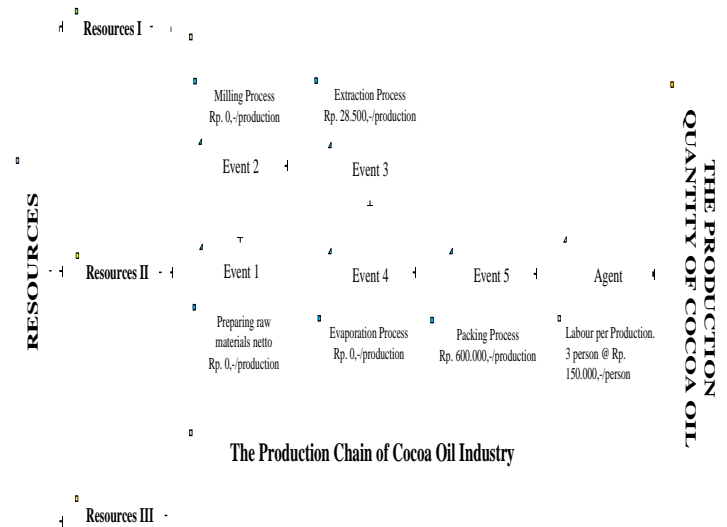 Resources I
Milling Process
Rp. 0,-/production
Extraction Process
Rp. 28.500,-/production
Event 2
Event 3
RESOURCES
Resources II
Event 1
Event 4
Event 5
Agent
Preparing raw
materials netto
Rp. 0,-/production
Evaporation Process
Rp. 0,-/production
Packing Process
Rp. 600.000,-/production
Labour per Production.
3 person @ Rp.
150.000,-/person
THE PRODUCTION
QUANTITY OF COCOA OIL
The Production Chain of Cocoa Oil Industry
Resources III